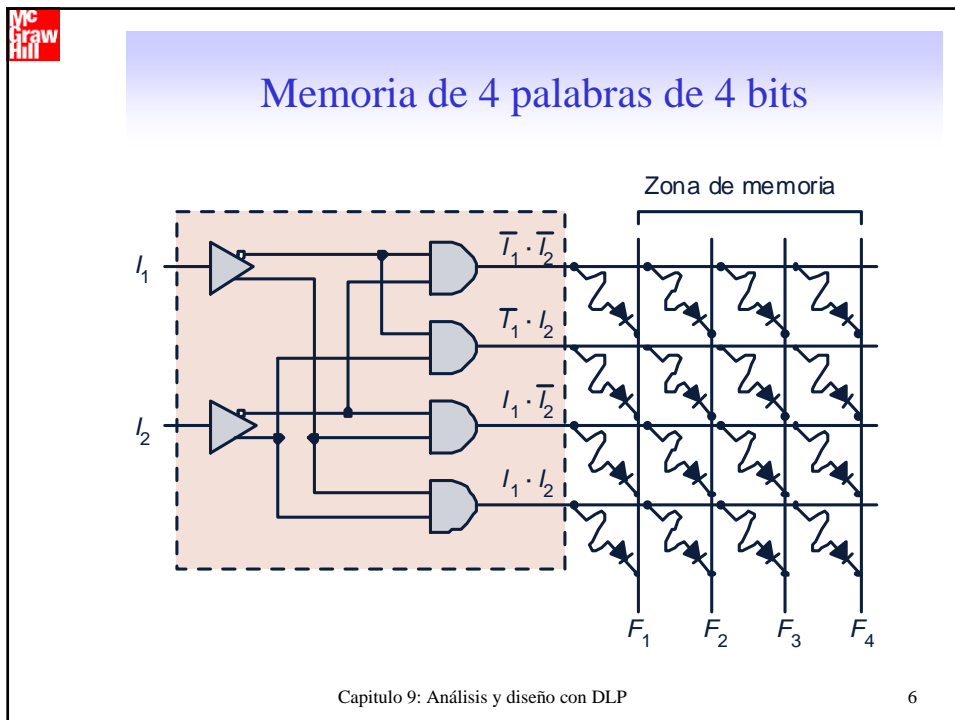 Mc
Graw
Hill
Memoria de 4 palabras de 4 bits
Zona de memoria
I1
I̅1 · I̅2
T̅1 · I2
I2
I1 · I̅2
I1 · I2
F1 F2 F3 F4
Capitulo 9: Análisis y diseño con DLP 6